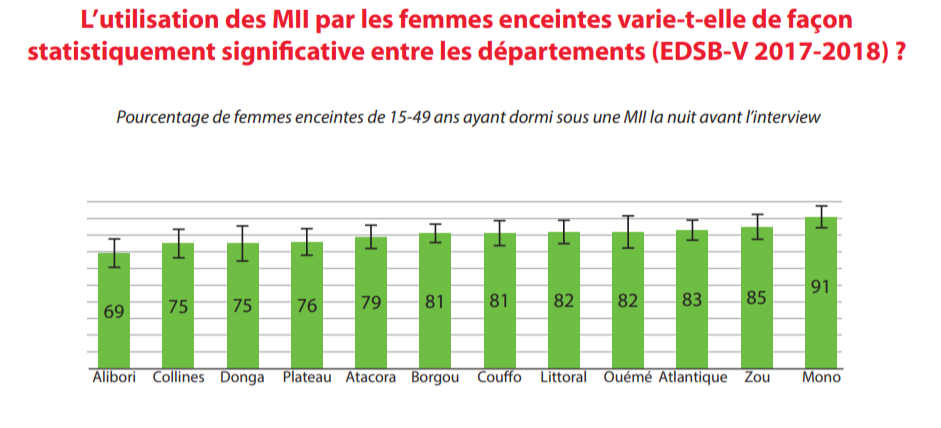 L’utilisation des MII par les femmes enceintes varie-t-elle de façon
statistiquement significative entre les départements (EDSB-V 2017-2018) ?
Pourcentage de femmes enceintes de 15-49 ans ayant dormi sous une MII la nuit avant l’interview
69 75 75 76 79 81 81 82 82 83 85 91
Alibori Collines Donga Plateau Atacora Borgou Couffo Littoral Ouémé Atlantique Zou Mono